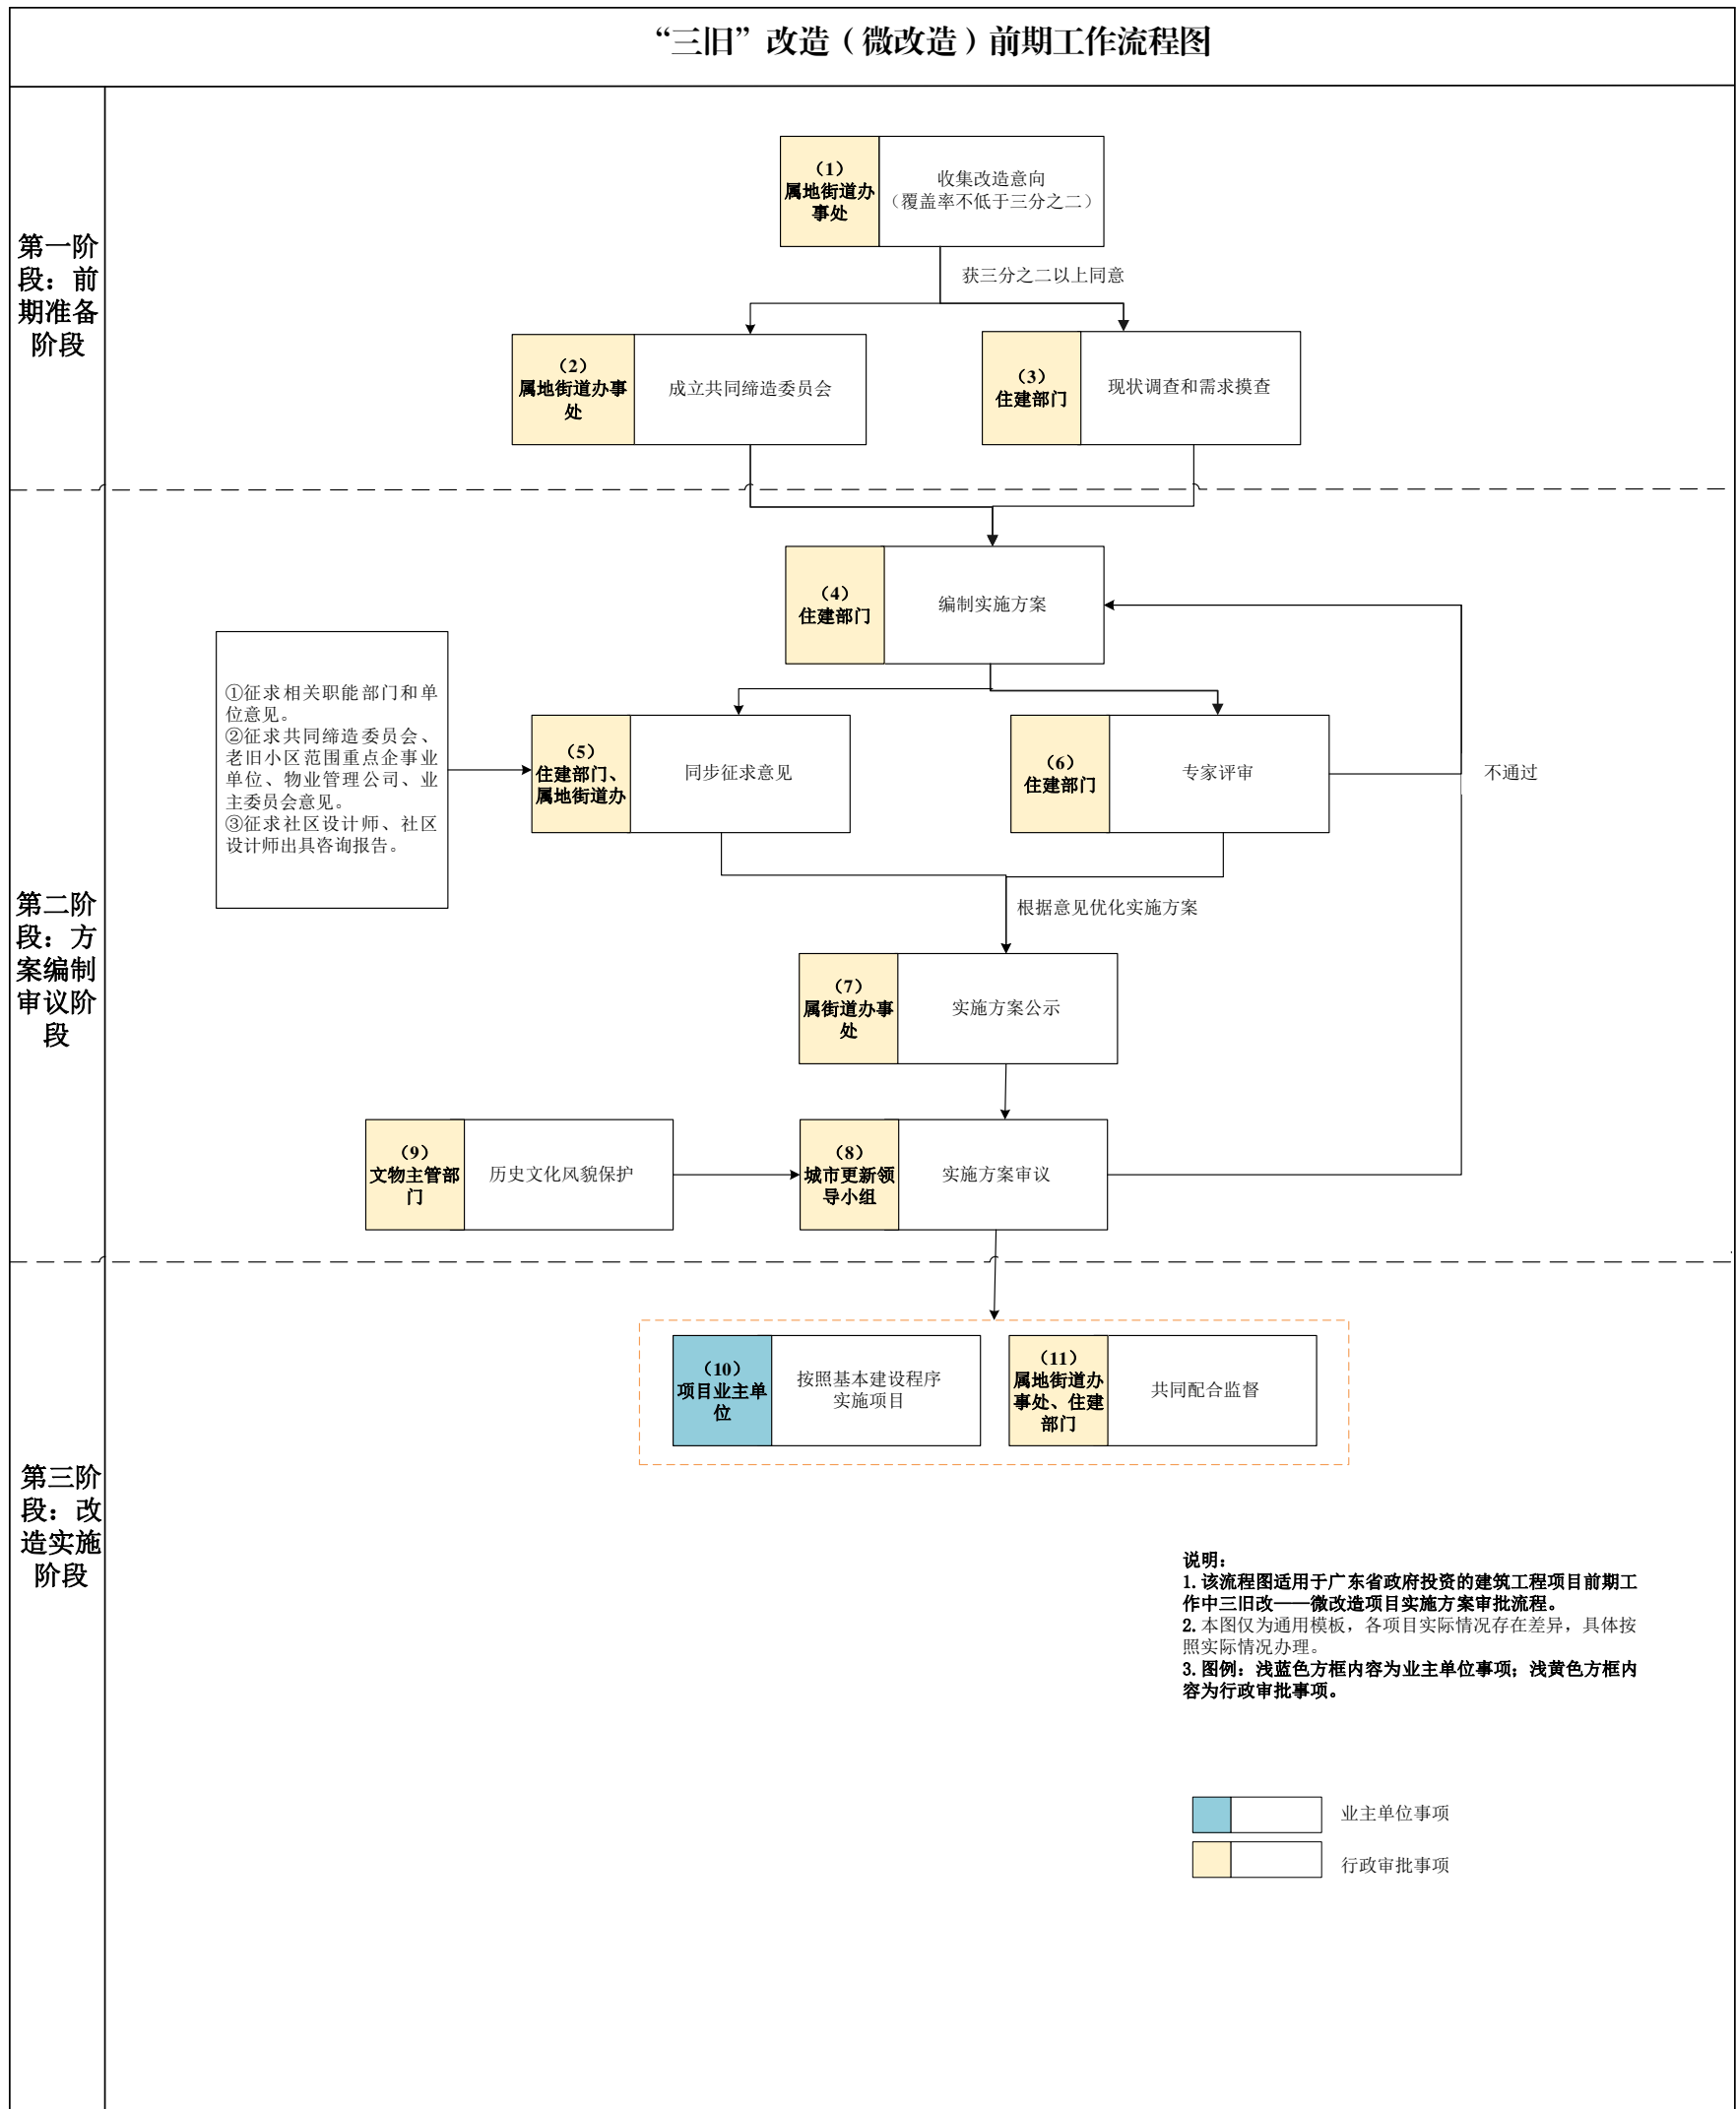 “三旧”改造（微改造）前期工作流程图
第一阶
段：前
期准备
阶段
（1）
属地街道办
事处
收集改造意向
（覆盖率不低于三分之二）
获三分之二以上同意
（2）
属地街道办事
处
成立共同缔造委员会
（3）
住建部门
现状调查和需求摸查
第二阶
段：方
案编制
审议阶
段
（4）
住建部门
编制实施方案
①征求相关职能部门和单
位意见。
②征求共同缔造委员会、
老旧小区范围重点企事业
单位、物业管理公司、业
主委员会意见。
③征求社区设计师、社区
设计师出具咨询报告。
（5）
住建部门、
属地街道办
同步征求意见
（6）
住建部门
专家评审
不通过
根据意见优化实施方案
（7）
属街道办事
处
实施方案公示
（9）
文物主管部
门
历史文化风貌保护
（8）
城市更新领
导小组
实施方案审议
第三阶
段：改
造实施
阶段
（10）
项目业主单
位
按照基本建设程序
实施项目
（11）
属地街道办
事处、住建
部门
共同配合监督
说明：
1.该流程图适用于广东省政府投资的建筑工程项目前期工
作中三旧改——微改造项目实施方案审批流程。
2.本图仅为通用模板，各项目实际情况存在差异，具体按
照实际情况办理。
3.图例：浅蓝色方框内容为业主单位事项；浅黄色方框内
容为行政审批事项。
业主单位事项
行政审批事项